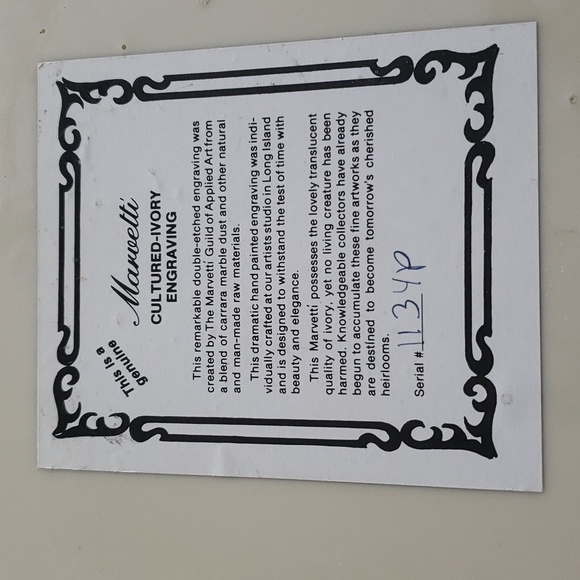 This is a
genuine
Marvetti
CULTURED-IVORY
ENGRAVING
This remarkable double-etched engraving was
created by The Marvetti Guild of Applied Art from
a blend of carrara marble dust and other natural
and man-made raw materials.
This dramatic hand painted engraving was indi-
vidually crafted at our artists studio in Long Island
and is designed to withstand the test of time with
beauty and elegance.
This Marvetti possesses the lovely translucent
quality of ivory, yet no living creature has been
harmed. Knowledgeable collectors have already
begun to accumulate these fine artworks as they
are destined to become tomorrow's cherished
heirlooms.
Serial # 1134P